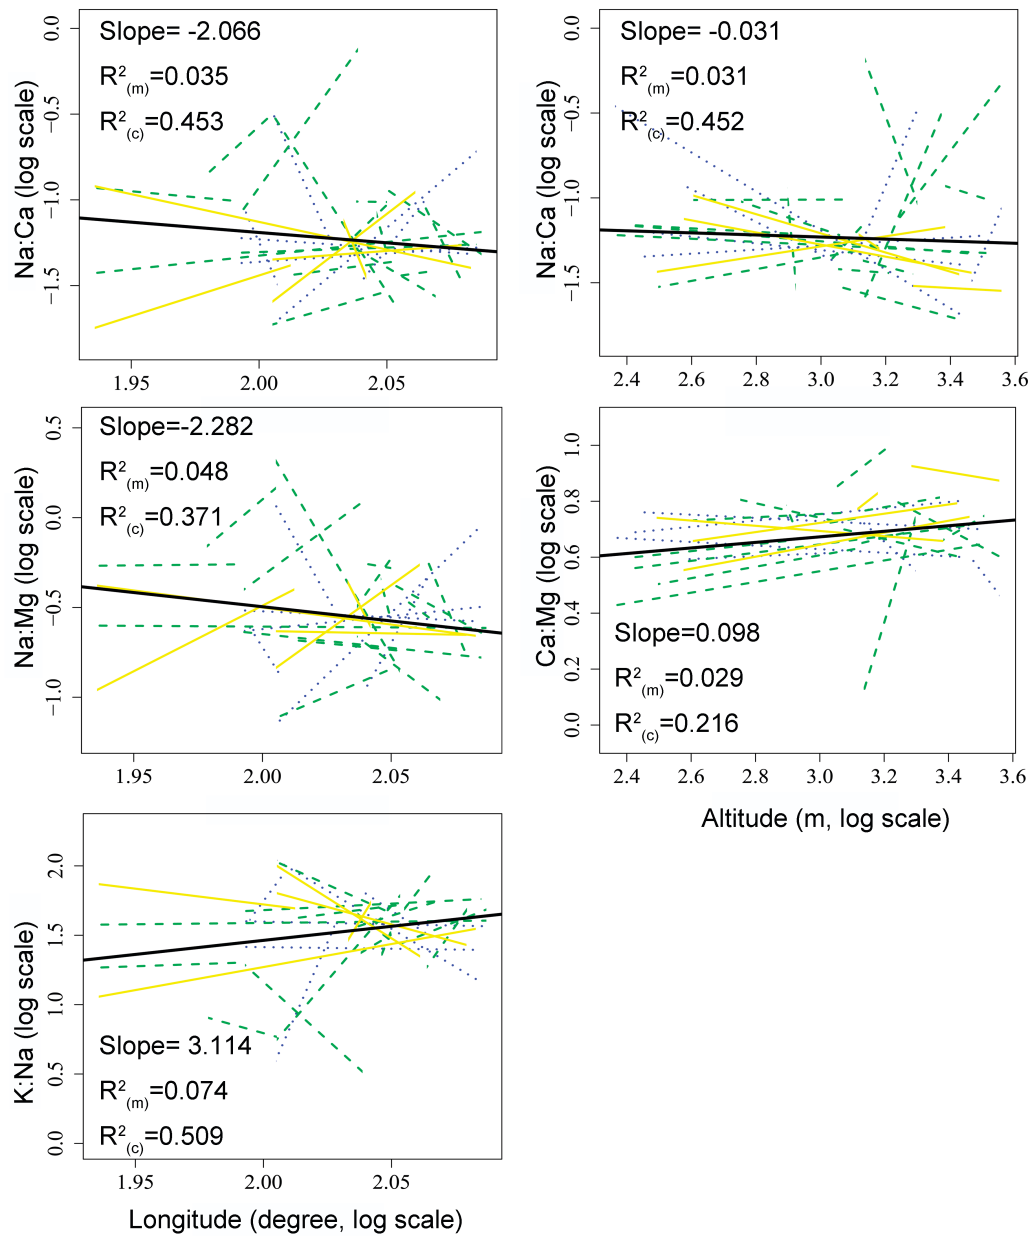 Na:Ca (log scale)
0.0
−0.5
−1.0
−1.5
Slope= -2.066
R²(m)=0.035
R²(c)=0.453
1.95 2.00 2.05
Na:Ca (log scale)
0.0
−0.5
−1.0
−1.5
Slope= -0.031
R²(m)=0.031
R²(c)=0.452
2.4 2.6 2.8 3.0 3.2 3.4 3.6
Na:Mg (log scale)
0.5
0.0
−0.5
−1.0
Slope=-2.282
R²(m)=0.048
R²(c)=0.371
1.95 2.00 2.05
Ca:Mg (log scale)
1.0
0.8
0.6
0.4
0.2
0.0
Slope=0.098
R²(m)=0.029
R²(c)=0.216
2.4 2.6 2.8 3.0 3.2 3.4 3.6
Altitude (m, log scale)
K:Na (log scale)
2.0
1.5
1.0
0.5
0.0
Slope= 3.114
R²(m)=0.074
R²(c)=0.509
1.95 2.00 2.05
Longitude (degree, log scale)